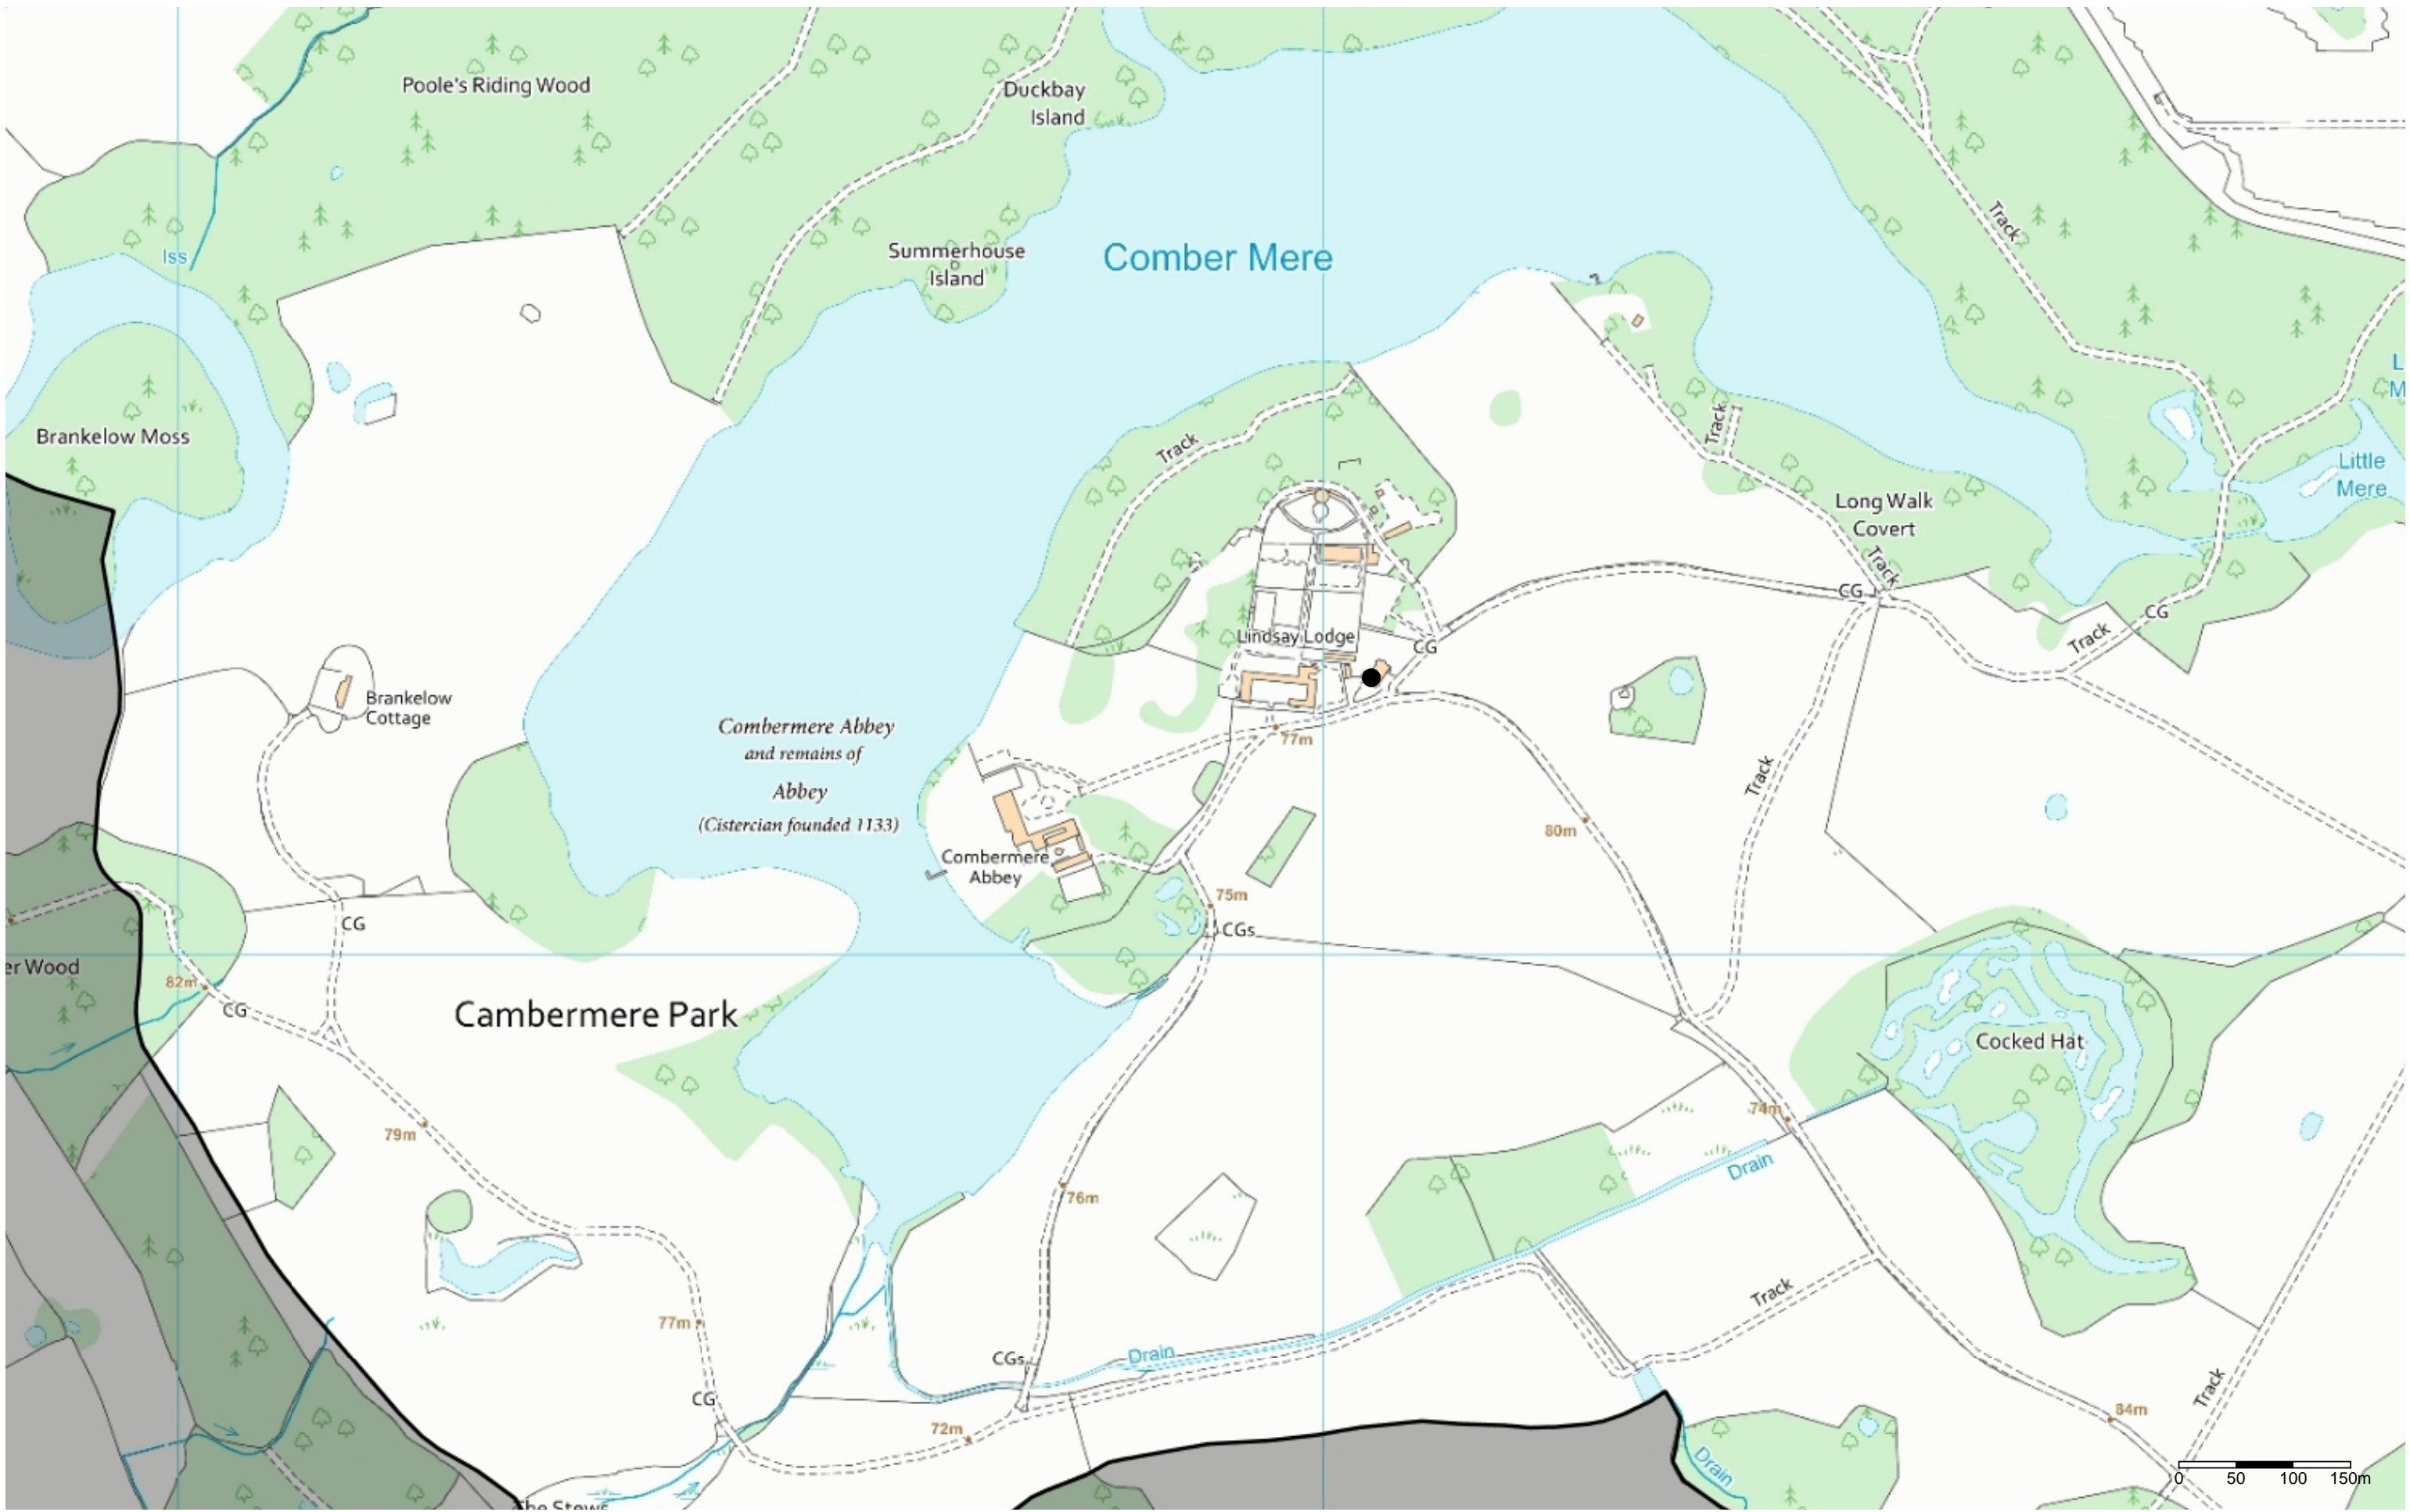 Poole's Riding Wood
Duckbay
Island
Iss
Summerhouse
Island
Comber Mere
Track
Brankelow Moss
Track
Track
L
M
Little
Mere
Long Walk
Covert
Track
CG
CG
Lindsay Lodge
CG
Track
Brankelow
Cottage
Combermere Abbey
and remains of
Abbey
(Cistercian founded 1133)
77m
Track
80m
Combermere
Abbey
75m
CG
CGs
er Wood
82m
CG
Cambermere Park
Cocked Hat
79m
74m
Drain
76m
Track
77m
Drain
CGs
CG
72m
Track
84m
Drain
0 50 100 150m
The Stews